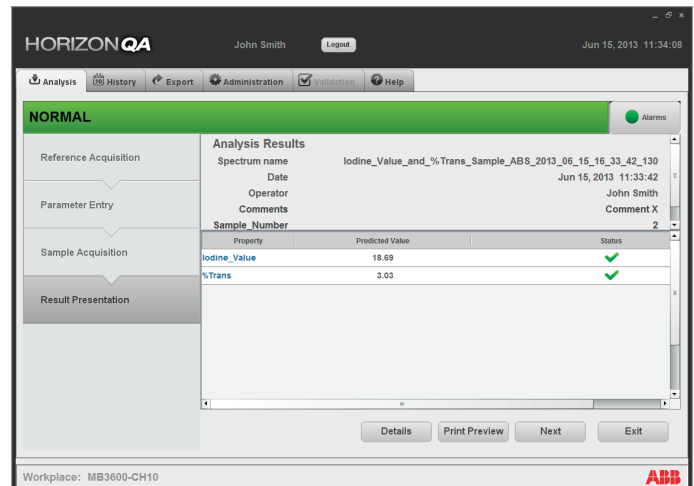 HORIZON QA
John Smith
Logout
Jun 15, 2013 11:34:08
Analysis
History
Export
Administration
Validation
Help
NORMAL
Alarms
Reference Acquisition
Parameter Entry
Sample Acquisition
Result Presentation
Analysis Results
Spectrum name Iodine_Value_and_%Trans_Sample_ABS_2013_06_15_16_33_42_130
Date Jun 15, 2013 11:33:42
Operator John Smith
Comments Comment X
Sample_Number 2
Property Predicted Value Status
Iodine_Value 18.69
%Trans 3.03
Details
Print Preview
Next
Exit
Workplace: MB3600-CH10
ABB